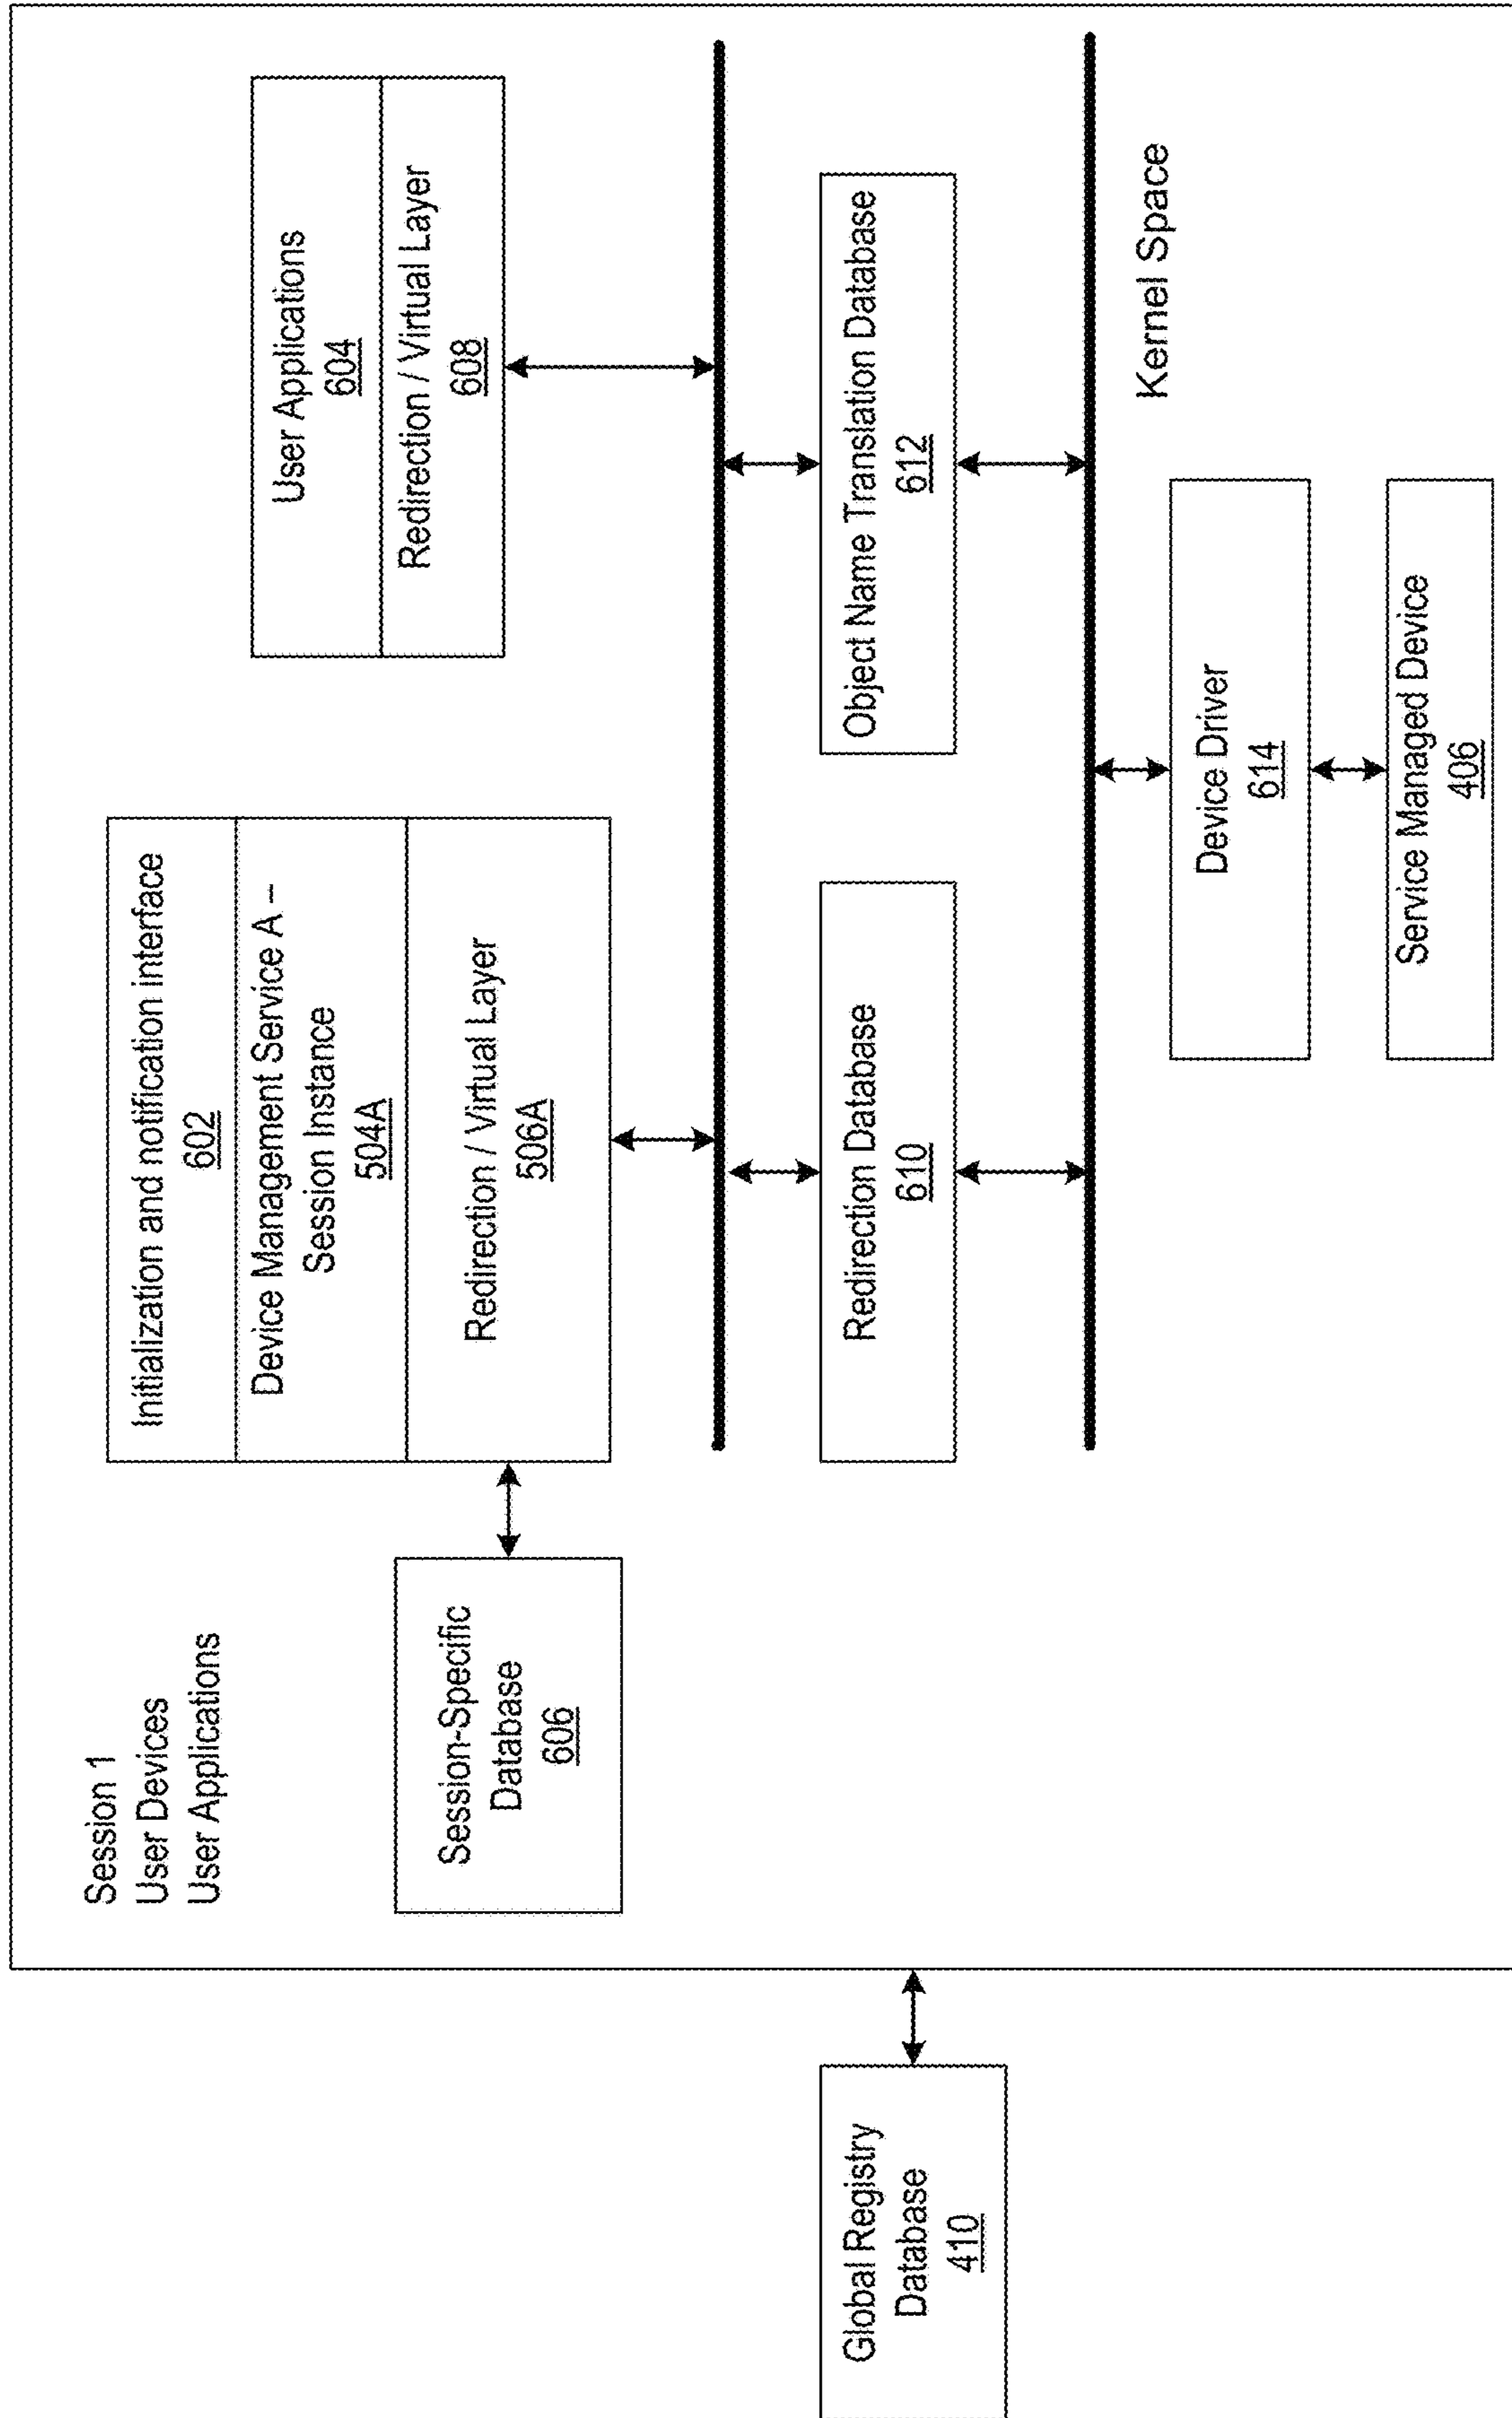 Session 1
User Devices
User Applications
Initialization and notification interface
602
Device Management Service A –
Session Instance
504A
Redirection / Virtual Layer
506A
User Applications
604
Redirection / Virtual Layer
608
Session-Specific
Database
606
Global Registry
Database
410
Redirection Database
610
Object Name Translation Database
612
Kernel Space
Device Driver
614
Service Managed Device
406